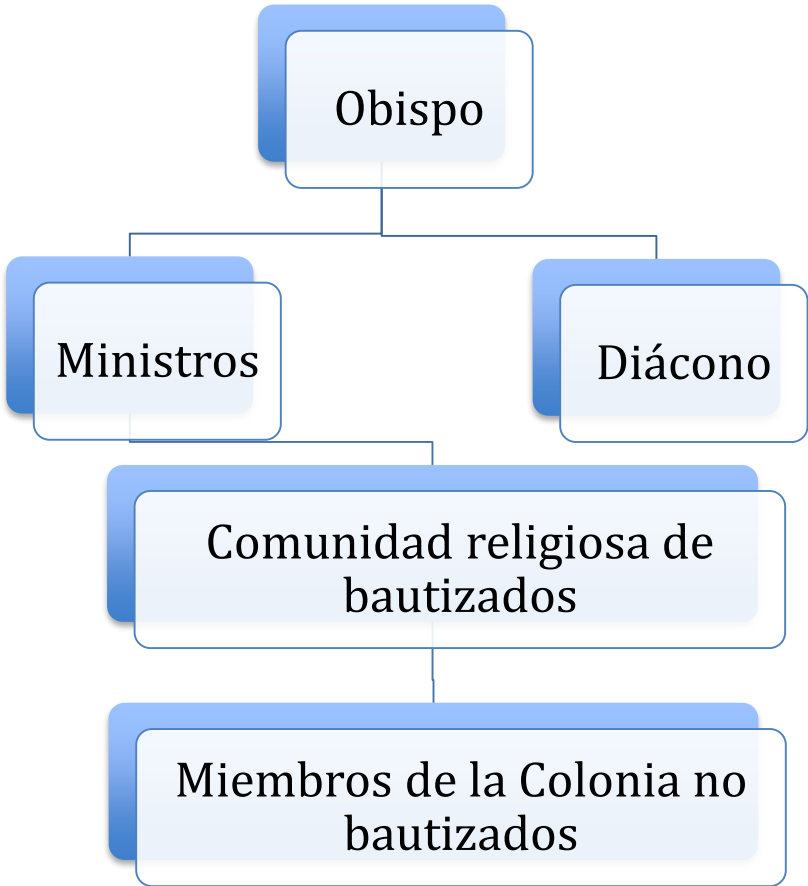 Obispo
Ministros
Diácono
Comunidad religiosa de
bautizados
Miembros de la Colonia no
bautizados